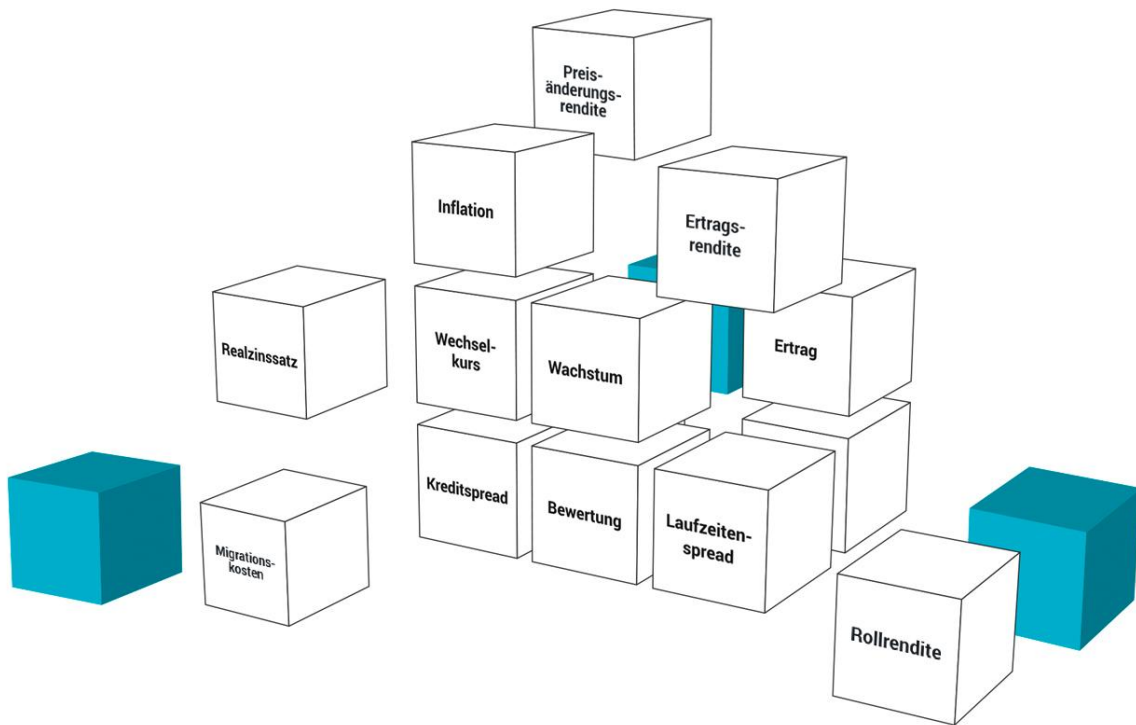 Preis-
änderungs-
rendite
Inflation
Ertrags-
rendite
Realzinssatz
Wechsel-
kurs
Wachstum
Ertrag
Kreditspread
Bewertung
Laufzeiten-
spread
Migrations-
kosten
Rollrendite